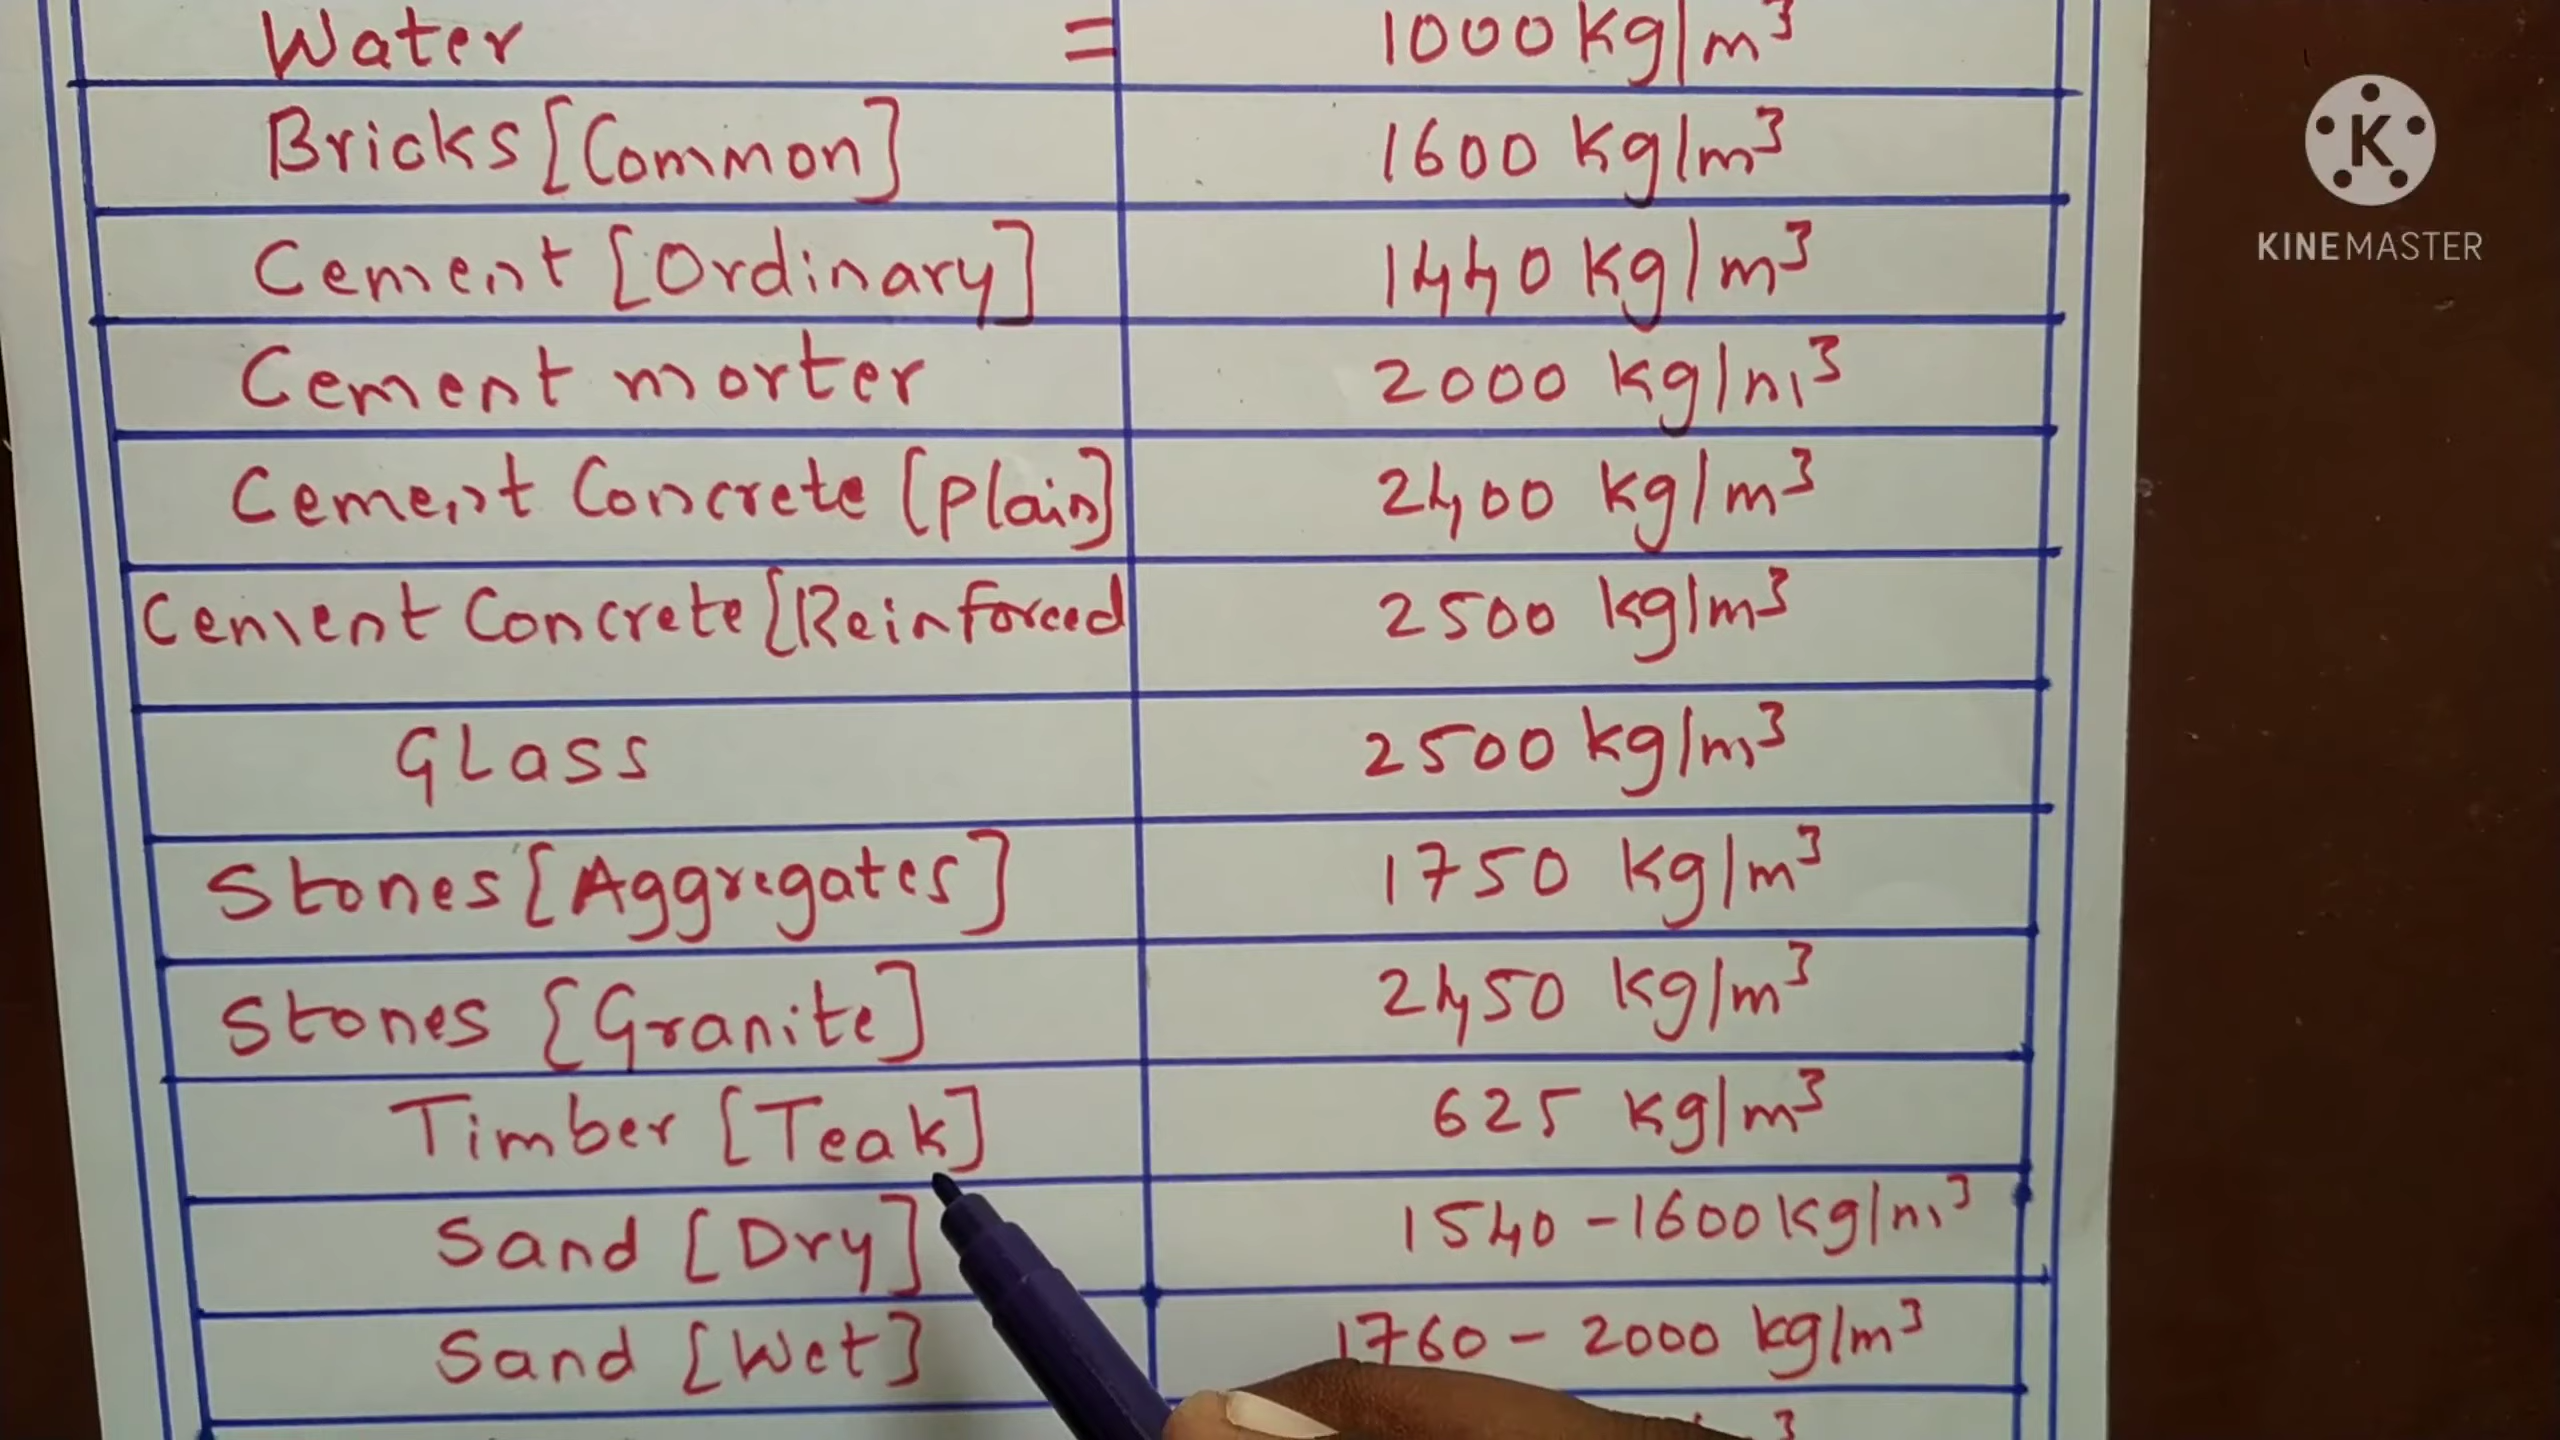 Water = 1000 kg/m³
Bricks [Common] 1600 kg/m³
Cement [Ordinary] 1440 kg/m³
Cement morter 2000 kg/m³
Cement Concrete [plain] 2400 kg/m³
Cement Concrete [Reinforced 2500 kg/m³
GLass 2500 kg/m³
Stones [Aggregates] 1750 kg/m³
Stones [Granite] 2450 kg/m³
Timber [Teak] 625 kg/m³
Sand [Dry] 1540 - 1600 kg/m³
Sand [Wet] 1760 - 2000 kg/m³
K
KINEMASTER